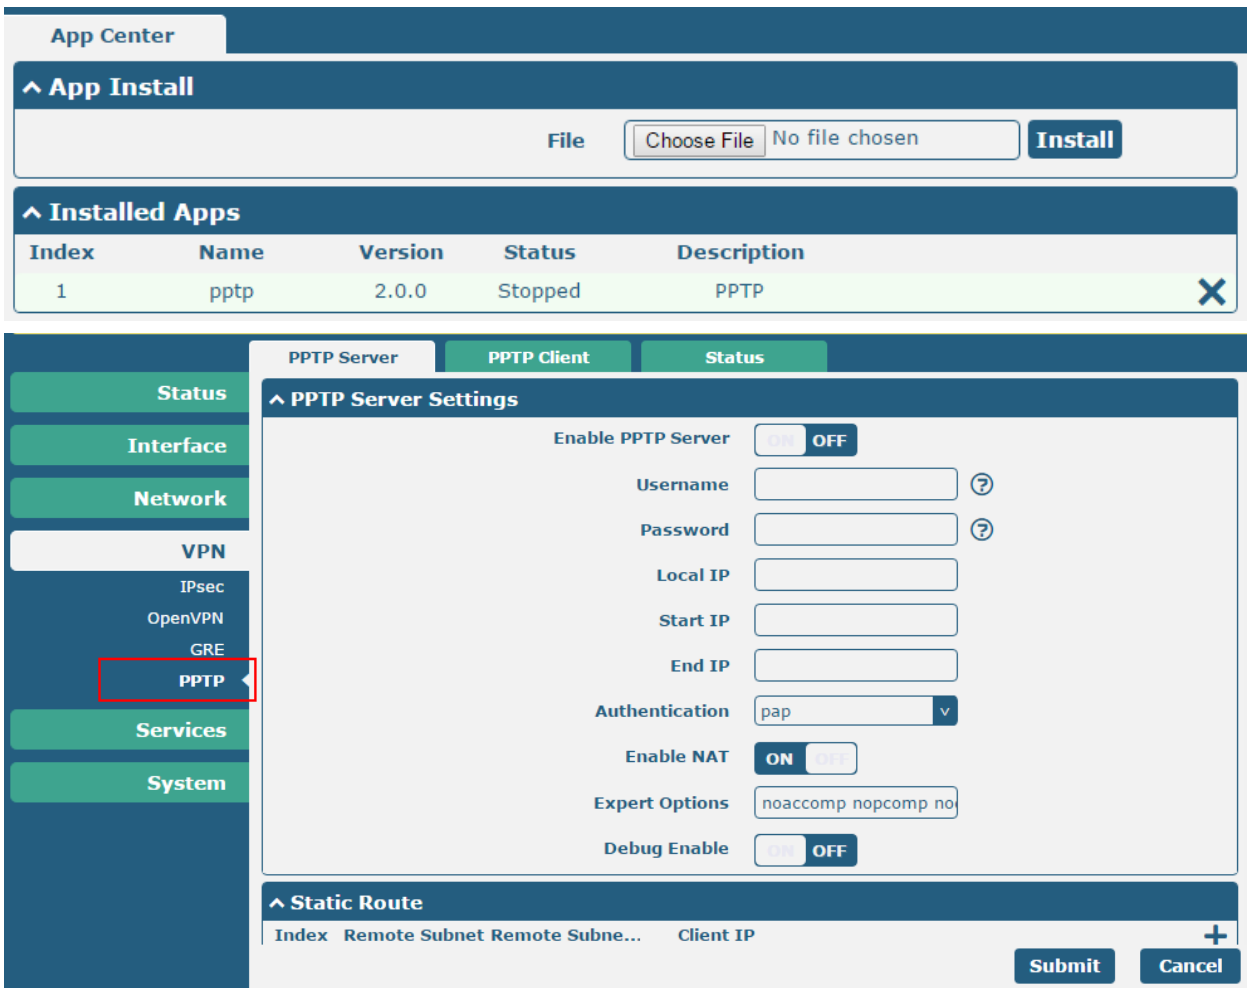 App Center
App Install
File Choose File No file chosen Install
Installed Apps
Index Name Version Status Description
1 pptp 2.0.0 Stopped PPTP
PPTP Server PPTP Client Status
Status
Interface
Network
VPN
IPsec
OpenVPN
GRE
PPTP
Services
System
PPTP Server Settings
Enable PPTP Server ON OFF
Username ?
Password ?
Local IP
Start IP
End IP
Authentication pap v
Enable NAT ON OFF
Expert Options noaccomp nopcomp
Debug Enable ON OFF
Static Route
Index Remote Subnet Remote Subne... Client IP
Submit Cancel